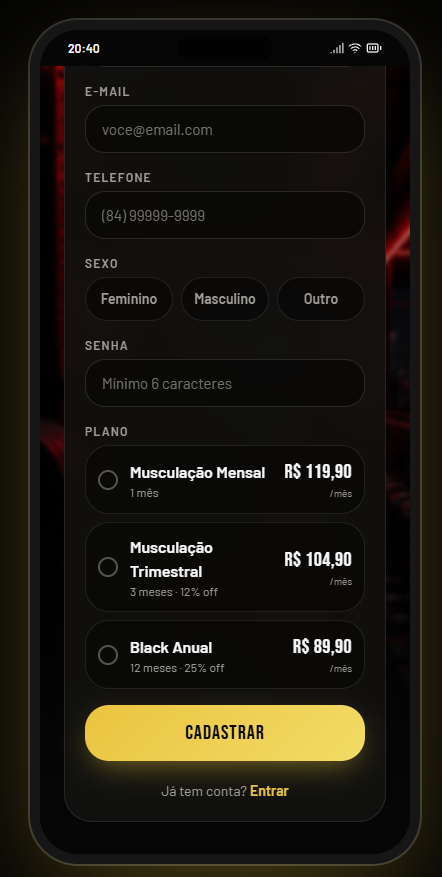 20:40
E-MAIL
voce@email.com
TELEFONE
(84) 99999-9999
SEXO
Feminino
Masculino
Outro
SENHA
Mínimo 6 caracteres
PLANO
Musculação Mensal
R$ 119,90
1 mês
/mês
Musculação
Trimestral
R$ 104,90
/mês
3 meses · 12% off
Black Anual
R$ 89,90
12 meses · 25% off
/mês
CADASTRAR
Já tem conta? Entrar